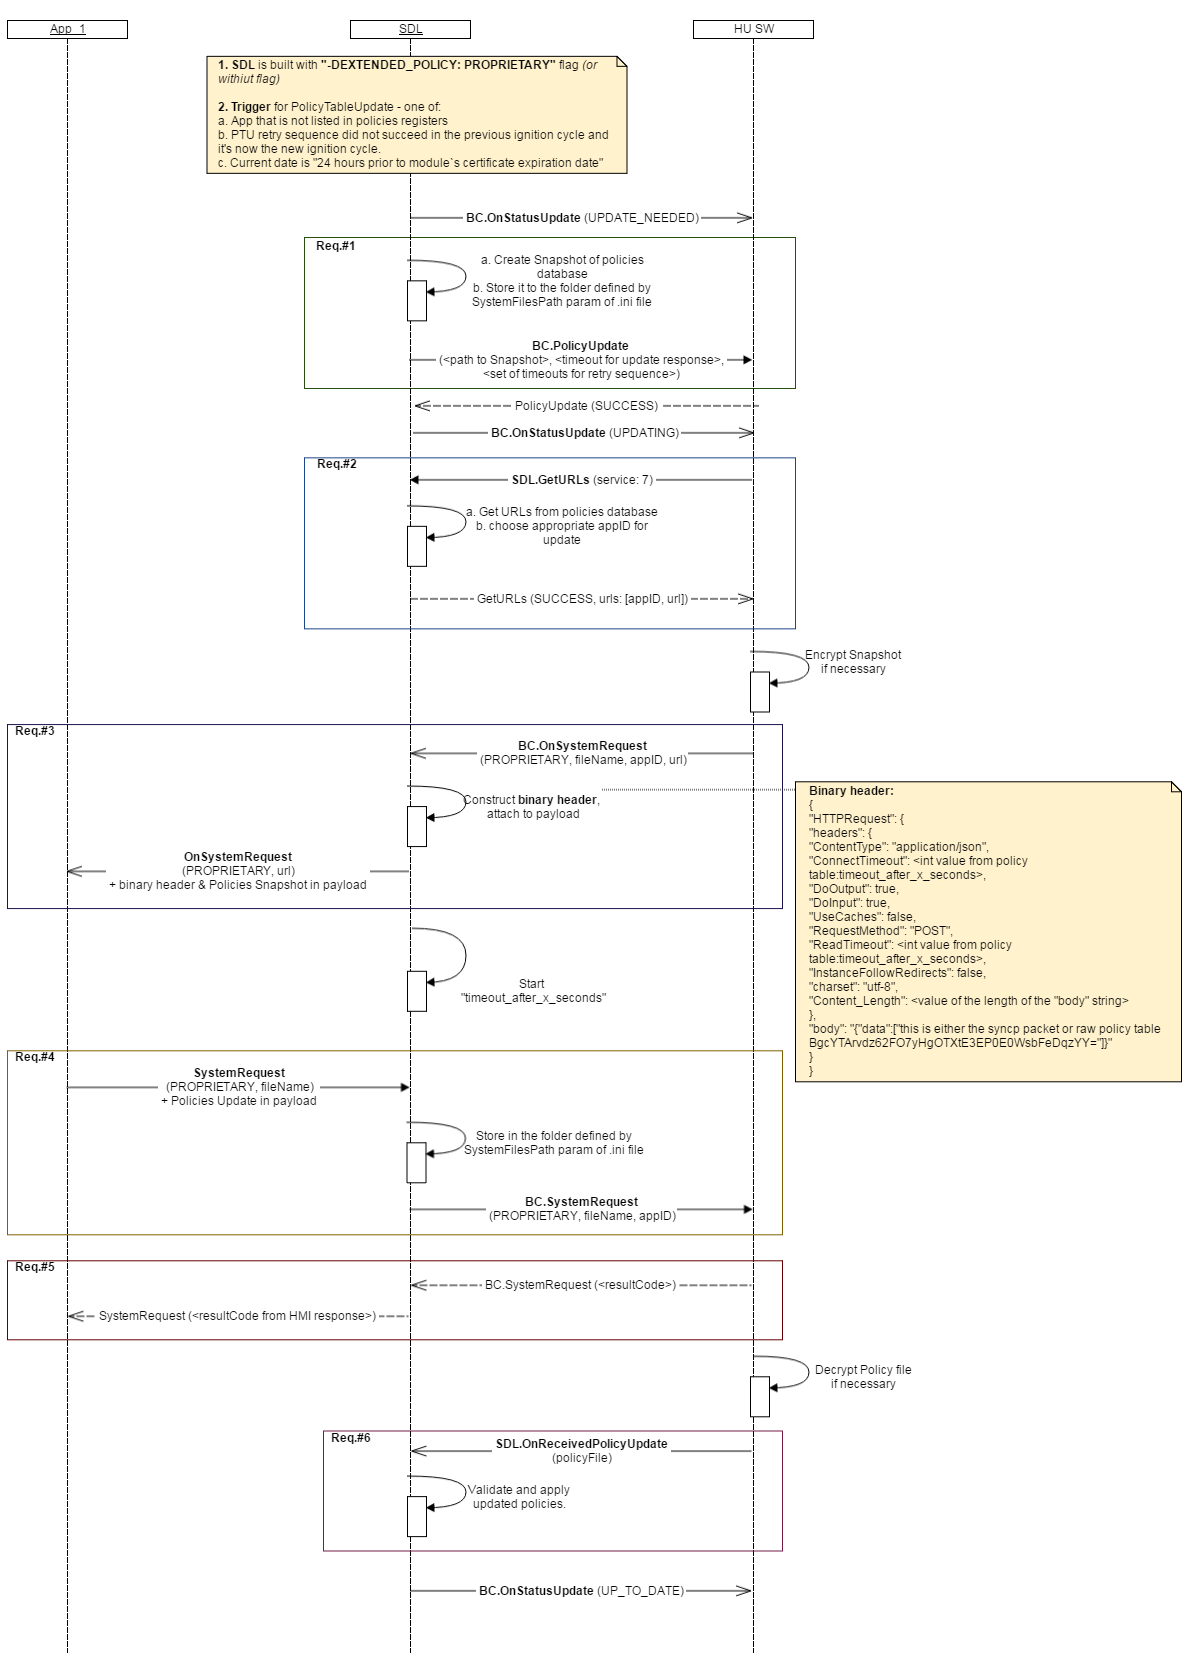 App_1
SDL
HU SW
1. SDL is built with "-DEXTENDED_POLICY: PROPRIETARY" flag (or
withiut flag)
2. Trigger for PolicyTableUpdate - one of:
a. App that is not listed in policies registers
b. PTU retry sequence did not succeed in the previous ignition cycle and
it's now the new ignition cycle.
c. Current date is "24 hours prior to module`s certificate expiration date"
BC.OnStatusUpdate (UPDATE_NEEDED)
Req.#1
a. Create Snapshot of policies
database
b. Store it to the folder defined by
SystemFilesPath param of .ini file
BC.PolicyUpdate
(<path to Snapshot>, <timeout for update response>,
<set of timeouts for retry sequence>)
PolicyUpdate (SUCCESS)
BC.OnStatusUpdate (UPDATING)
Req.#2
SDL.GetURLs (service: 7)
a. Get URLs from policies database
b. choose appropriate appID for
update
GetURLs (SUCCESS, urls: [appID, url])
Encrypt Snapshot
if necessary
Req.#3
BC.OnSystemRequest
(PROPRIETARY, fileName, appID, url)
Construct binary header,
attach to payload
OnSystemRequest
(PROPRIETARY, url)
+ binary header & Policies Snapshot in payload
Binary header:
{
"HTTPRequest": {
"headers": {
"ContentType": "application/json",
"ConnectTimeout": <int value from policy
table:timeout_after_x_seconds>,
"DoOutput": true,
"DoInput": true,
"UseCaches": false,
"RequestMethod": "POST",
"ReadTimeout": <int value from policy
table:timeout_after_x_seconds>,
"InstanceFollowRedirects": false,
"charset": "utf-8",
"Content_Length": <value of the length of the "body" string>
},
"body": "{"data":["this is either the syncp packet or raw policy table
BgcYTArvdz62FO7yHgOTXtE3EP0E0WsbFeDqzYY="]}"
}
}
Start
"timeout_after_x_seconds"
Req.#4
SystemRequest
(PROPRIETARY, fileName)
+ Policies Update in payload
Store in the folder defined by
SystemFilesPath param of .ini file
BC.SystemRequest
(PROPRIETARY, fileName, appID)
Req.#5
BC.SystemRequest (<resultCode>)
SystemRequest (<resultCode from HMI response>)
Decrypt Policy file
if necessary
Req.#6
SDL.OnReceivedPolicyUpdate
(policyFile)
Validate and apply
updated policies.
BC.OnStatusUpdate (UP_TO_DATE)